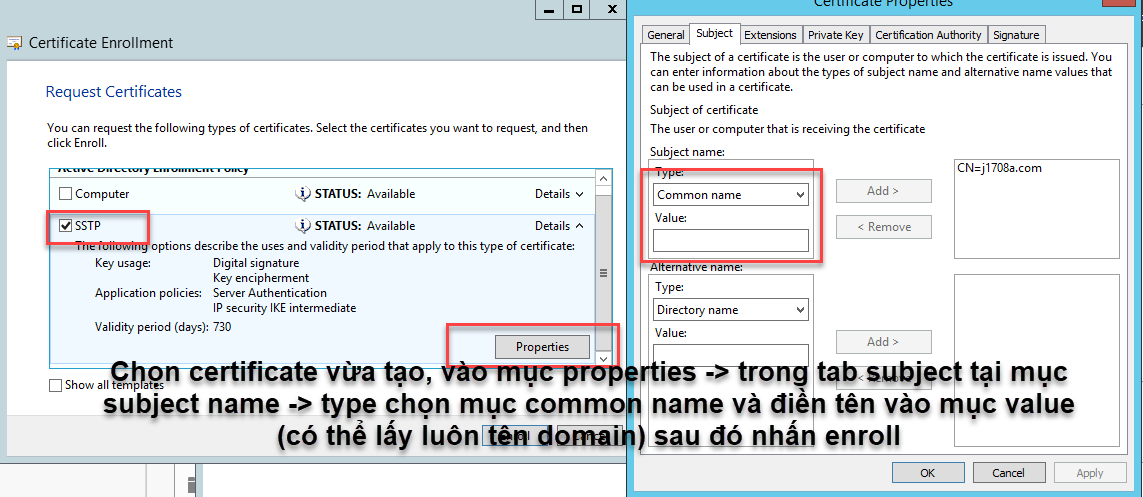 Certificate Enrollment
Request Certificates
You can request the following types of certificates. Select the certificates you want to request, and then
click Enroll.
Active Directory Enrollment Policy
Computer
STATUS: Available
Details
SSTP
STATUS: Available
Details
The following options describe the uses and validity period that apply to this type of certificate:
Key usage: Digital signature
Key encipherment
Application policies: Server Authentication
IP security IKE intermediate
Validity period (days): 730
Properties
Show all templates
Certificate Properties
General Subject Extensions Private Key Certification Authority Signature
The subject of a certificate is the user or computer to which the certificate is issued. You
can enter information about the types of subject name and alternative name values that
can be used in a certificate.
Subject of certificate
The user or computer that is receiving the certificate
Subject name:
Type:
Common name
Value:
Add >
< Remove
CN=j1708a.com
Alternative name:
Type:
Directory name
Value:
Add >
OK
Cancel
Apply
Chọn certificate vừa tạo, vào mục properties -> trong tab subject tại mục
subject name -> type chọn mục common name và điền tên vào mục value
(có thể lấy luôn tên domain) sau đó nhấn enroll